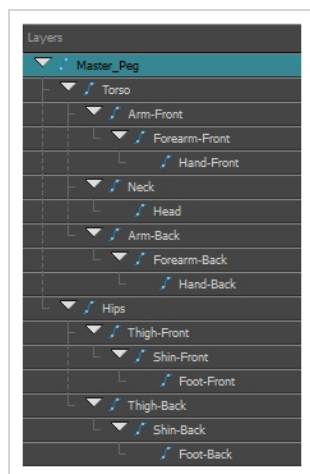 Layers
Master_Peg
Torso
Arm-Front
Forearm-Front
Hand-Front
Neck
Head
Arm-Back
Forearm-Back
Hand-Back
Hips
Thigh-Front
Shin-Front
Foot-Front
Thigh-Back
Shin-Back
Foot-Back